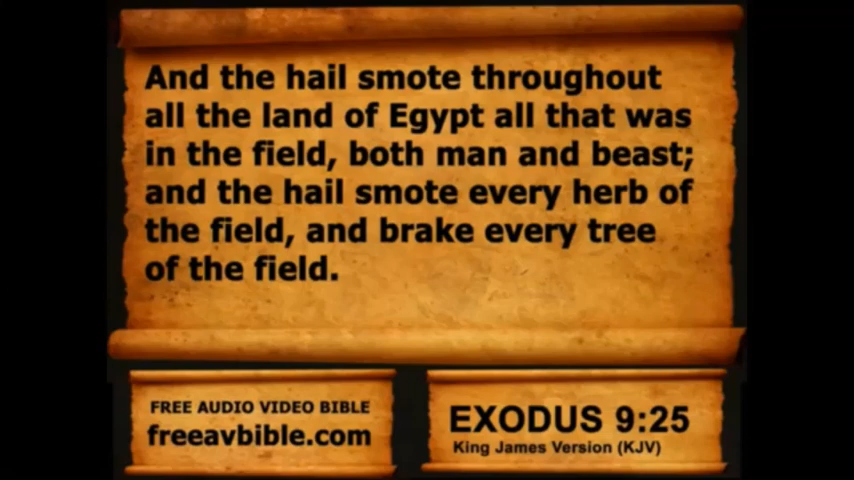 And the hail smote throughout
all the land of Egypt all that was
in the field, both man and beast;
and the hail smote every herb of
the field, and brake every tree
of the field.
FREE AUDIO VIDEO BIBLE
freeavbible.com
EXODUS 9:25
King James Version (KJV)